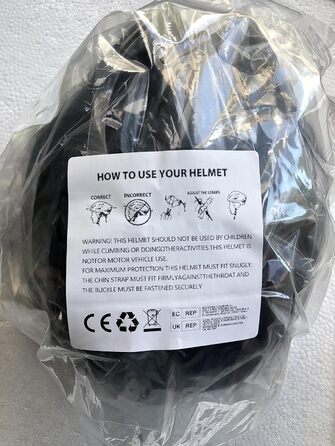 HOW TO USE YOUR HELMET
CORRECT INCORRECT ADJUST THE STRAPS
WARNING! THIS HELMET SHOULD NOT BE USED BY CHILDREN
WHILE CLIMBING OR DOINGOTHERACTIVITIES.THIS HELMET IS
NOTFOR MOTOR VEHICLE USE.
FOR MAXIMUM PROTECTION THIS HELMET MUST FIT SNUGLY.
THE CHIN STRAP MUST FIT FIRMLYAGAINSTTHETHROAT.AND
THE BUCKLE MUST BE FASTENED SECURELY.
CE EC REP
UK REP